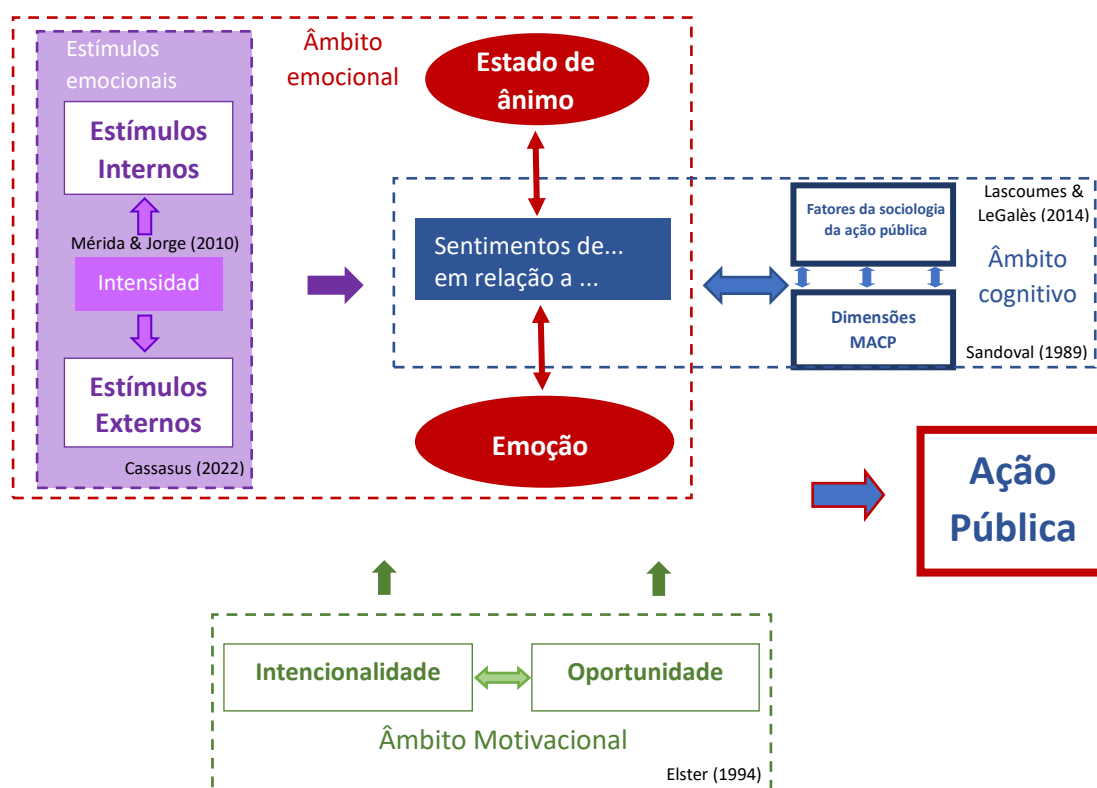 Estímulos
emocionais
Estímulos
Internos
Mérida & Jorge (2010)
Intensidad
Estímulos
Externos
Cassasus (2022)
Âmbito
emocional
Estado de
ânimo
Sentimentos de...
em relação a ...
Emoção
Lascoumes &
LeGalès (2014)
Fatores da sociologia
da ação pública
Âmbito
cognitivo
Dimensões
MACP
Sandoval (1989)
Ação
Pública
Intencionalidade
Oportunidade
Âmbito Motivacional
Elster (1994)